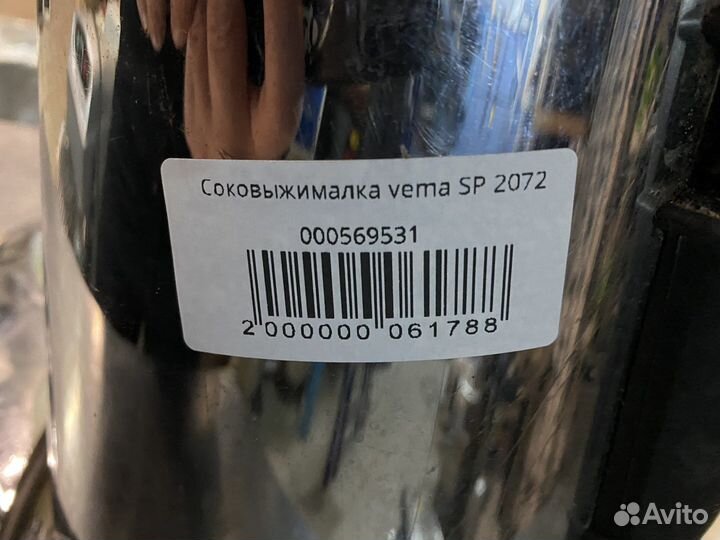 Соковыжималка vema SP 2072
000569531
2 000000 061788
Avito